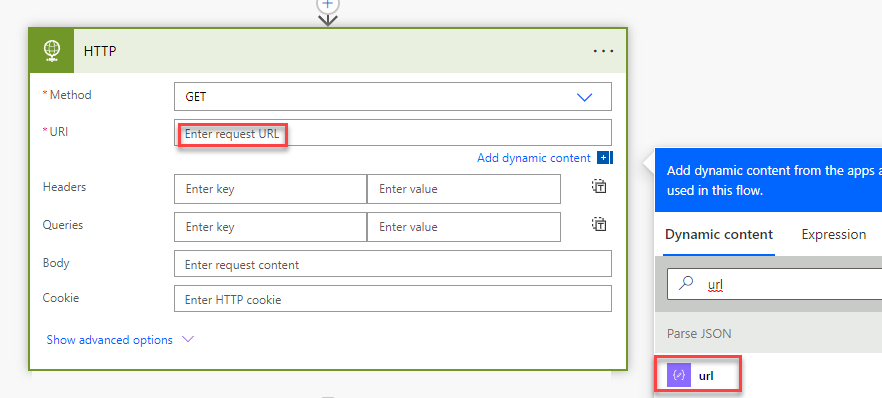 HTTP
...
* Method
GET
* URI
Enter request URL
Add dynamic content
Headers
Enter key
Enter value
Queries
Enter key
Enter value
Body
Enter request content
Cookie
Enter HTTP cookie
Show advanced options
Add dynamic content from the apps a
used in this flow.
Dynamic content
Expression
url
Parse JSON
url